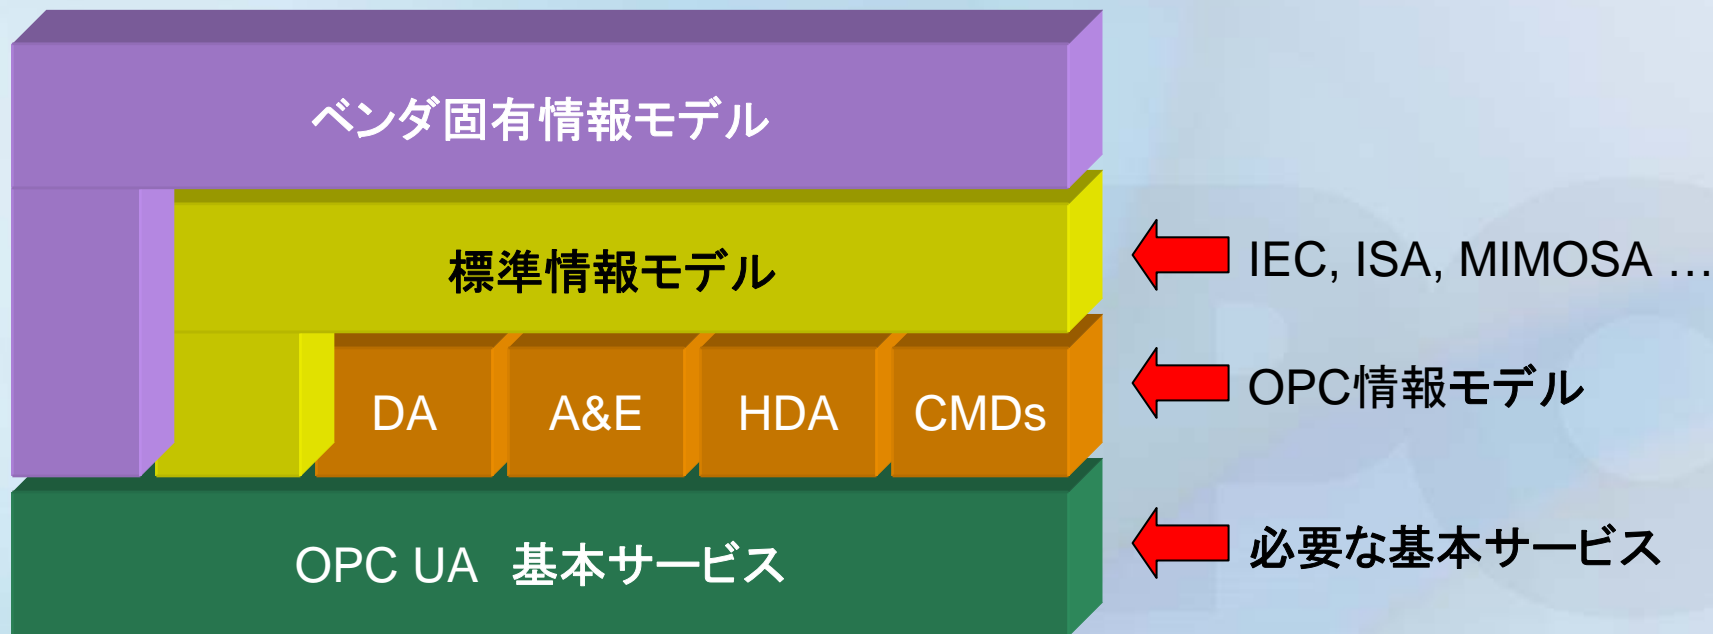 ベンダ固有情報モデル
標準情報モデル
IEC, ISA, MIMOSA …
DA A&E HDA CMDs
OPC情報モデル
OPC UA 基本サービス
必要な基本サービス